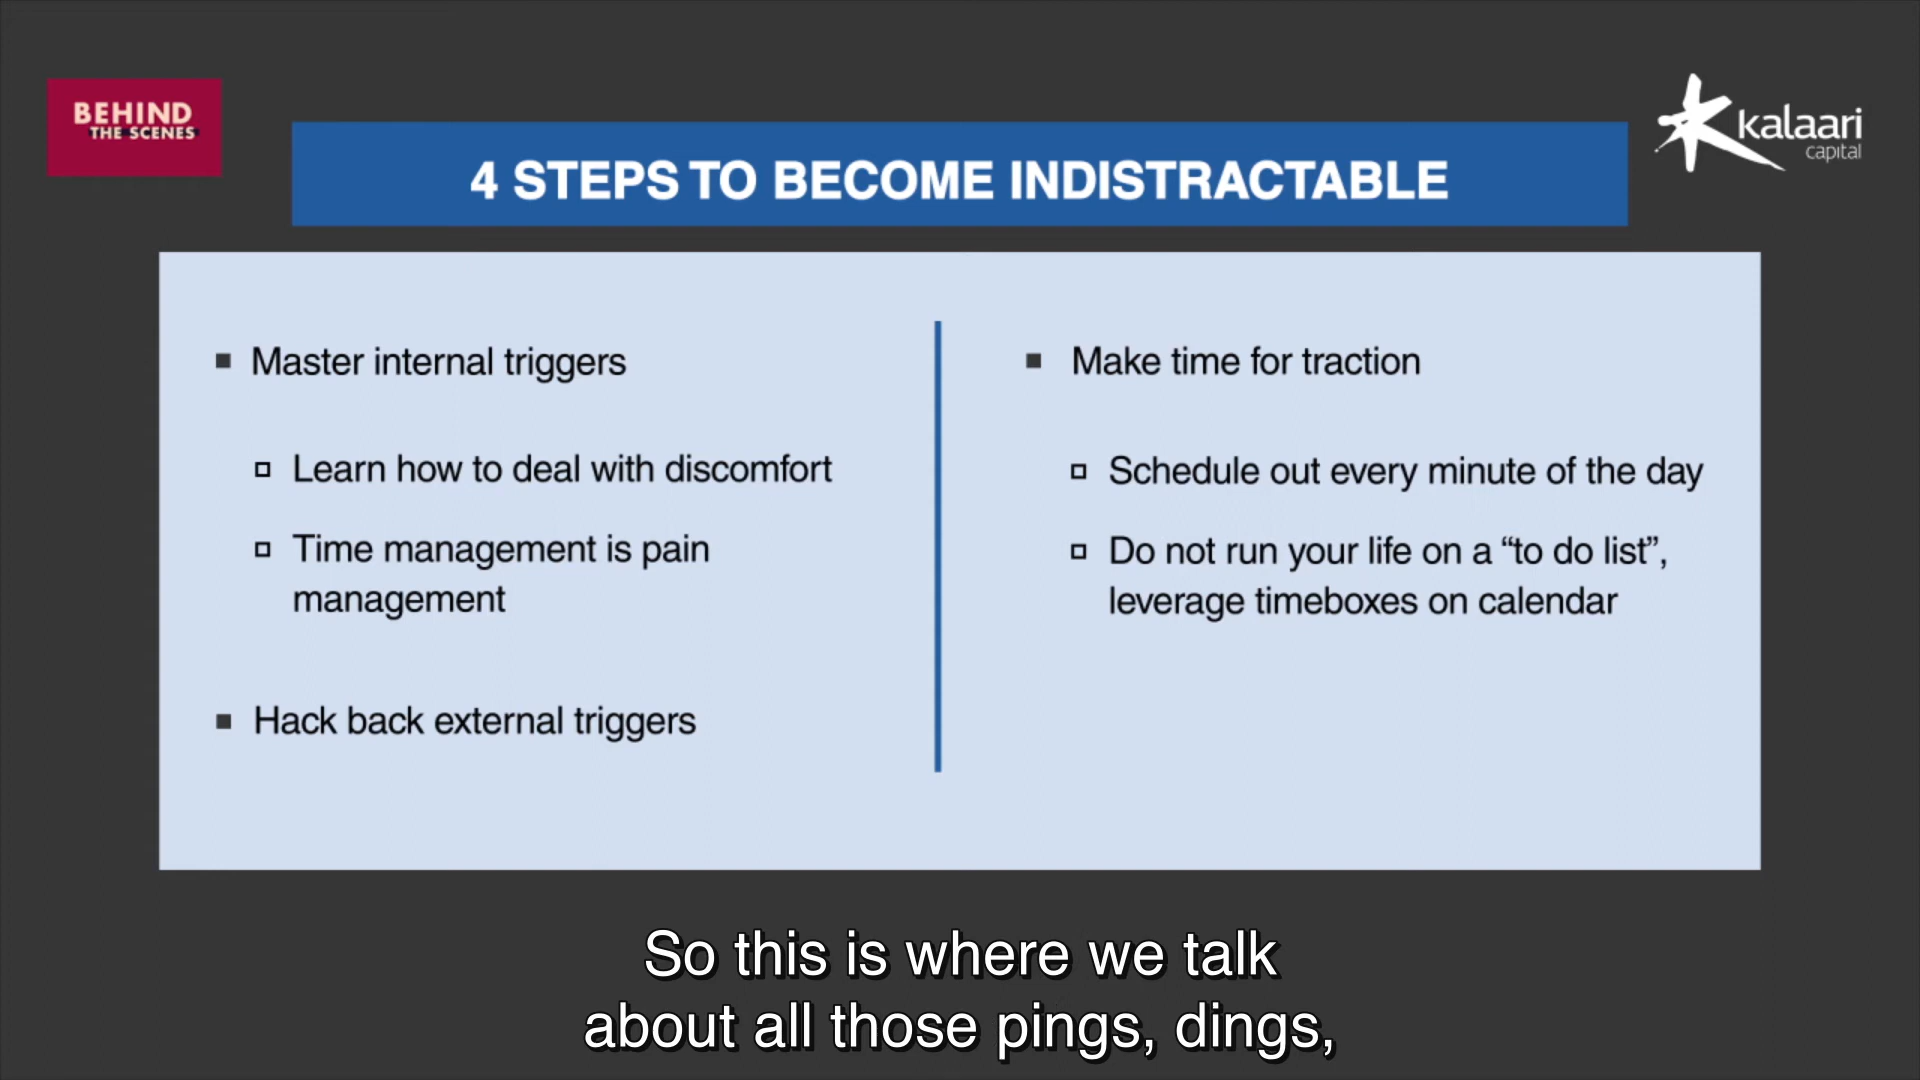 BEHIND
THE SCENES
kalaari
capital
4 STEPS TO BECOME INDISTRACTABLE
Master internal triggers
Learn how to deal with discomfort
Time management is pain
management
Hack back external triggers
Make time for traction
Schedule out every minute of the day
Do not run your life on a “to do list”,
leverage timeboxes on calendar
So this is where we talk
about all those pings, dings,